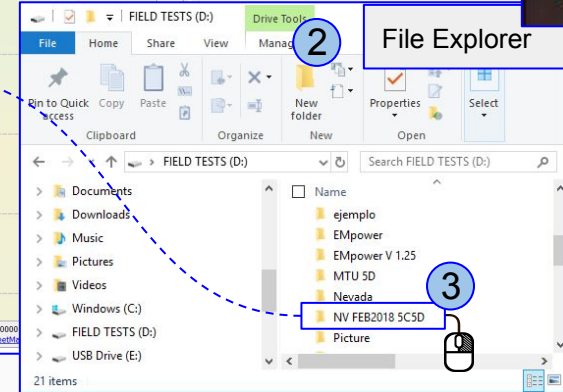 FIELD TESTS (D:)
Drive Tools
File Explorer
File
Home
Share
View
Manag
2
Pin to Quick access
Copy
Paste
New folder
Properties
Select
Clipboard
Organize
New
Open
FIELD TESTS (D:)
Search FIELD TESTS (D:)
Documents
Downloads
Music
Pictures
Videos
Windows (C:)
FIELD TESTS (D:)
USB Drive (E:)
Name
ejemplo
EMpower
EMpower V 1.25
MTU 5D
Nevada
3
NV FEB2018 5C5D
Picture
21 items
0000
eetMa